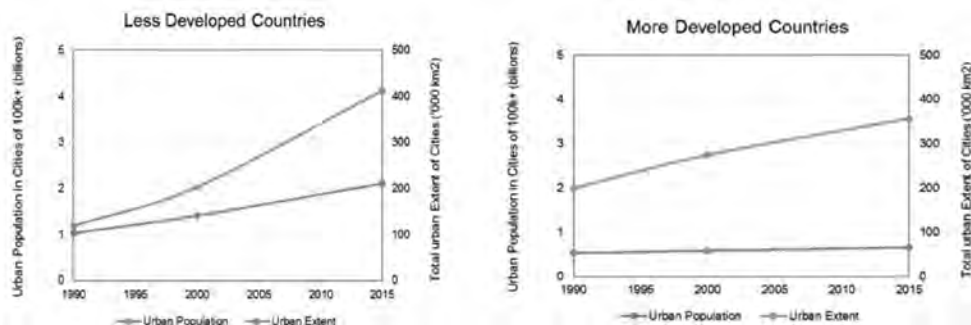 Less Developed Countries
Urban Population in Cities of 100k+ (billions)
5
4
3
2
1
0
500
400
300
200
100
0
Total urban Extent of Cities ('000 km2)
1990 1995 2000 2005 2010 2015
Urban Population Urban Extent
More Developed Countries
Urban Population in Cities of 100k+ (billions)
5
4
3
2
1
0
500
400
300
200
100
0
Total urban Extent of Cities ('000 km2)
1990 1995 2000 2005 2010 2015
Urban Population Urban Extent